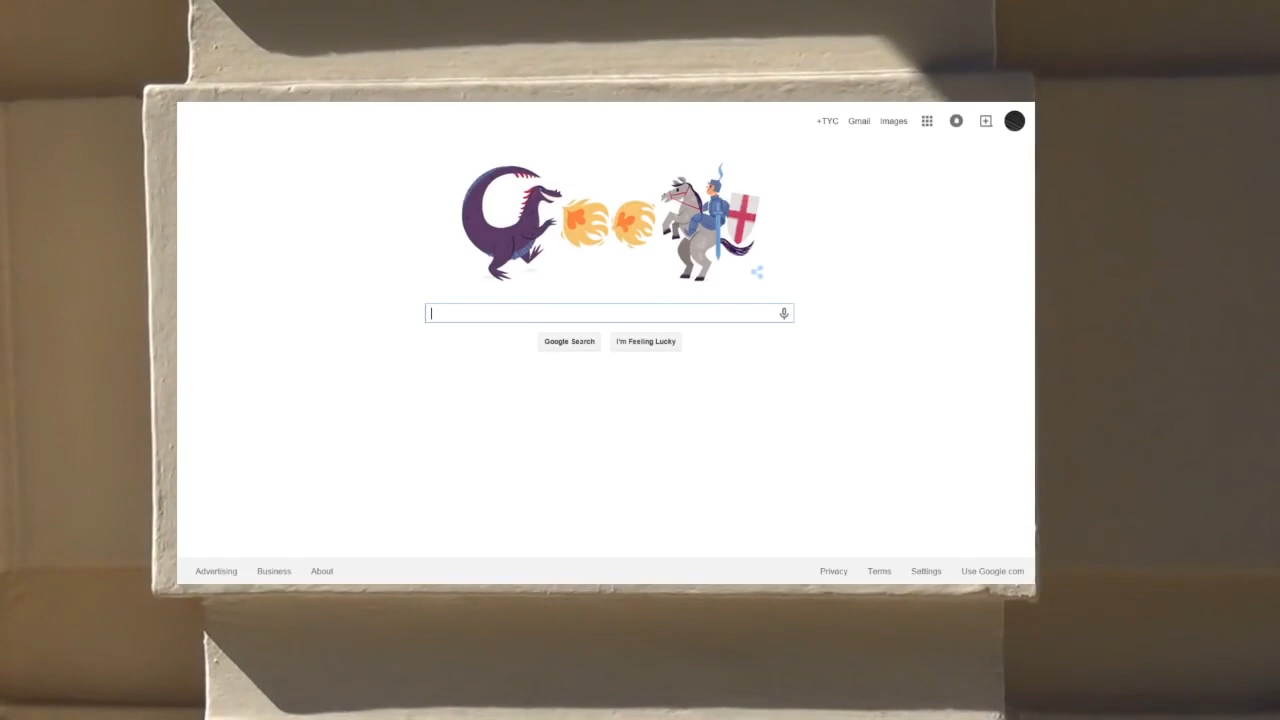 +TYC Gmail Images
Google Search I'm Feeling Lucky
Advertising Business About Privacy Terms Settings Use Google.com